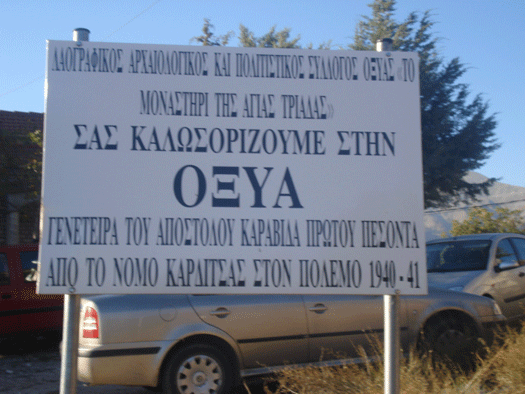 ΛΑΟΓΡΑΦΙΚΟΣ ΑΡΧΑΙΟΛΟΓΙΚΟΣ ΚΑΙ ΠΟΛΙΤΙΣΤΙΚΟΣ ΣΥΛΛΟΓΟΣ ΟΞΥΑΣ «ΤΟ
ΜΟΝΑΣΤΗΡΙ ΤΗΣ ΑΓΙΑΣ ΤΡΙΑΔΑΣ»
ΣΑΣ ΚΑΛΩΣΟΡΙΖΟΥΜΕ ΣΤΗΝ
ΟΞΥΑ
ΓΕΝΕΤΕΙΡΑ ΤΟΥ ΑΠΟΣΤΟΛΟΥ ΚΑΡΑΒΙΔΑ ΠΡΩΤΟΥ ΠΕΣΟΝΤΑ
ΑΠΟ ΤΟ ΝΟΜΟ ΚΑΡΔΙΤΣΑΣ ΣΤΟΝ ΠΟΛΕΜΟ 1940-41